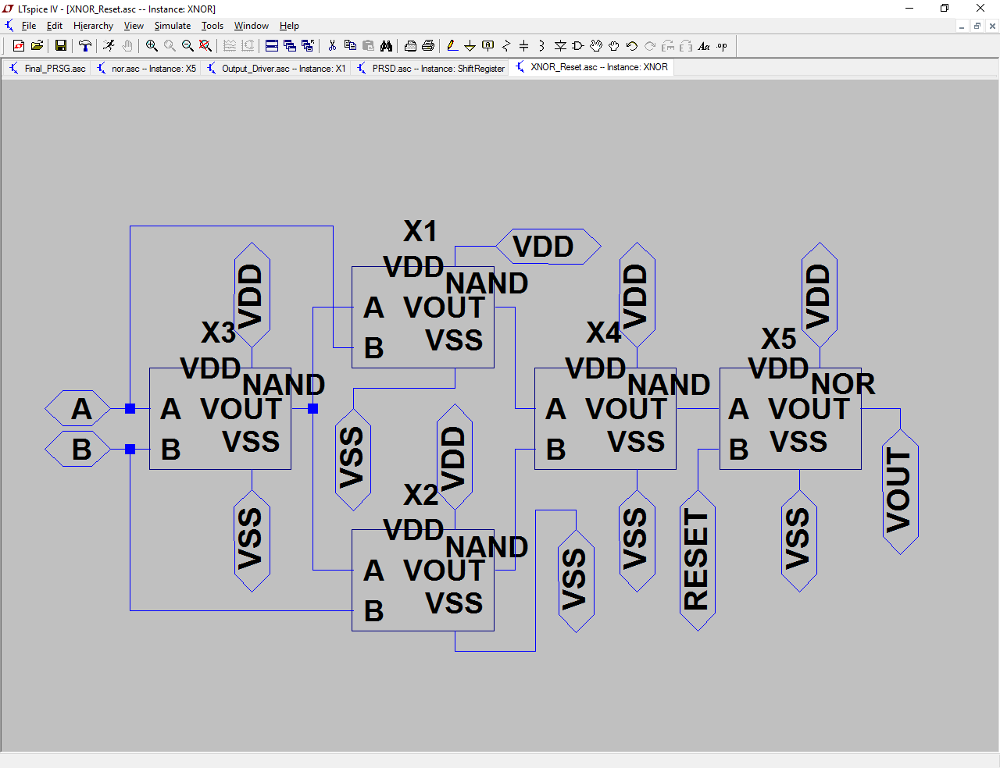 LTspice IV - [XNOR_Reset.asc -- Instance: XNOR]
File Edit Hierarchy View Simulate Tools Window Help
Aa .op
Final_PRSG.asc nor.asc -- Instance: X5 Output_Driver.asc -- Instance: X1 PRSD.asc -- Instance: ShiftRegister XNOR_Reset.asc -- Instance: XNOR
X1
VDD
VDD
NAND
A VOUT
VSS
B
VDD
X3
VDD
NAND
A
A VOUT
VSS
B
B
VSS
VSS
VDD
X2
VDD
NAND
A VOUT
VSS
B
VSS
VDD
X4
VDD
NAND
A VOUT
VSS
B
VSS
VDD
X5
VDD
NOR
A VOUT
VSS
B
RESET
VSS
VOUT